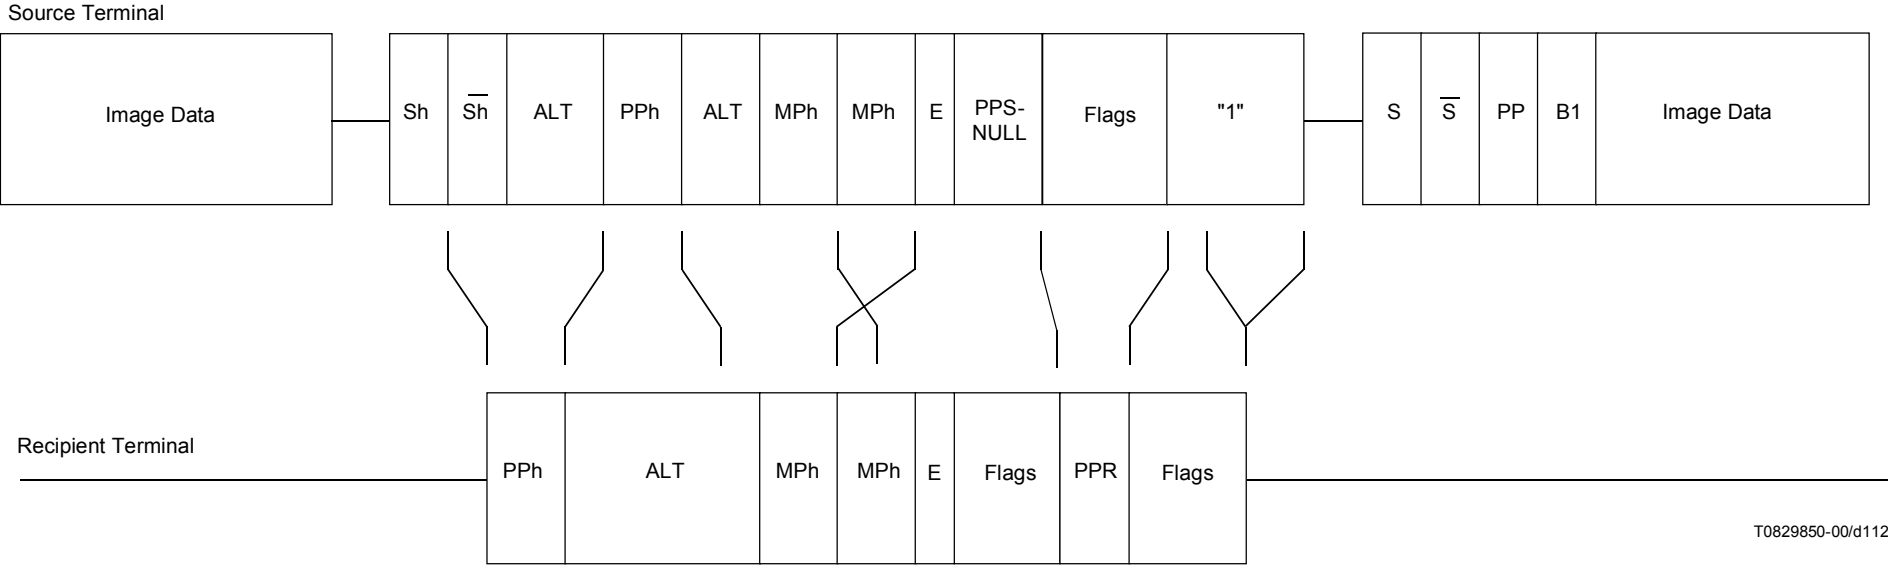 Source Terminal
Image Data
Sh
S̅h̅
ALT
PPh
ALT
MPh
MPh
E
PPS-
NULL
Flags
"1"
S
S̅
PP
B1
Image Data
Recipient Terminal
PPh
ALT
MPh
MPh
E
Flags
PPR
Flags
T0829850-00/d112